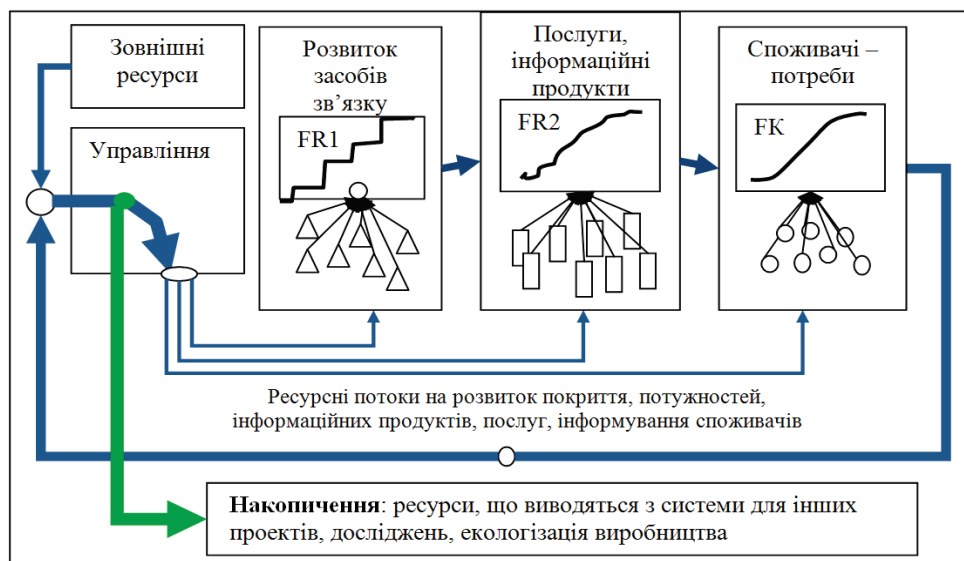 Зовнішні
ресурси
Управління
Розвиток
засобів
зв’язку
FR1
Послуги,
інформаційні
продукти
FR2
Споживачі –
потреби
FК
Ресурсні потоки на розвиток покриття, потужностей,
інформаційних продуктів, послуг, інформування споживачів
Накопичення: ресурси, що виводяться з системи для інших
проектів, досліджень, екологізація виробництва